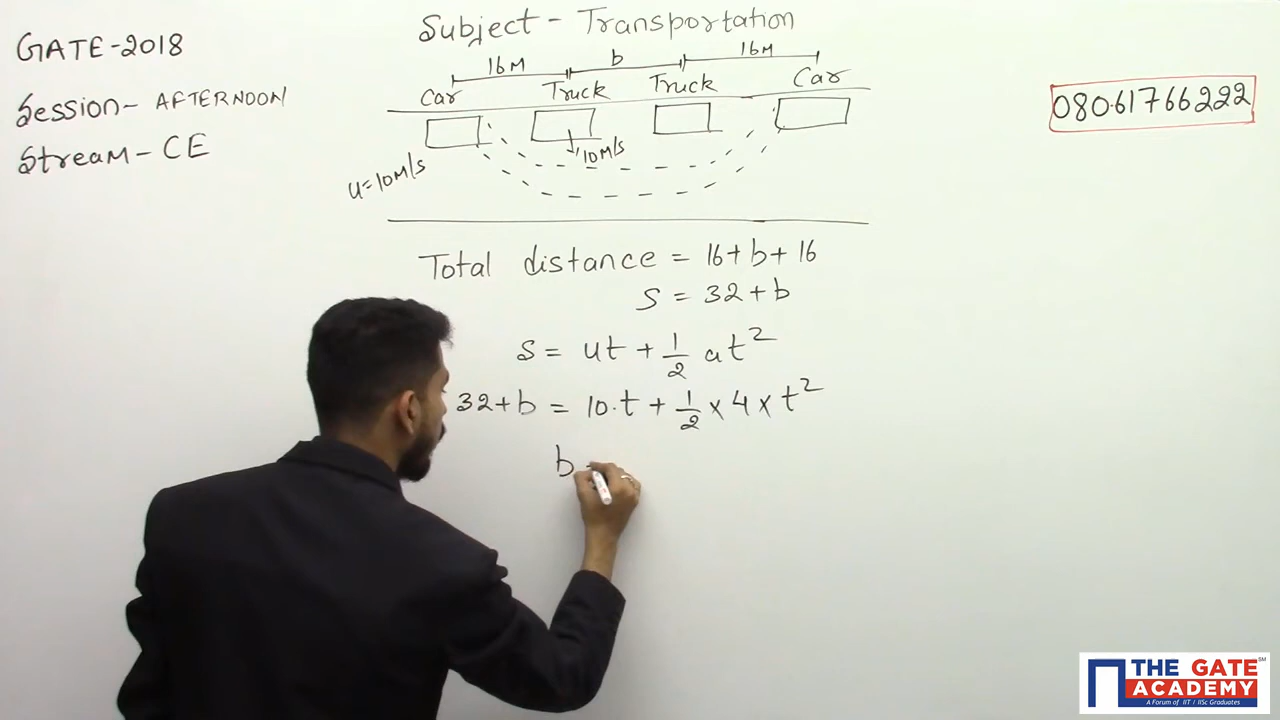 Subject - Transportation
GATE-2018
Session - AFTERNOON
Stream - CE
16M b 16M
Car Truck Truck Car
080.61766222
u=10M/s
10M/s
Total distance = 16+b+16
S = 32+b
S = ut + 1/2 at²
32+b = 10.t + 1/2 × 4 × t²
b
THE GATE ACADEMY
A Forum of IIT / IISc Graduates